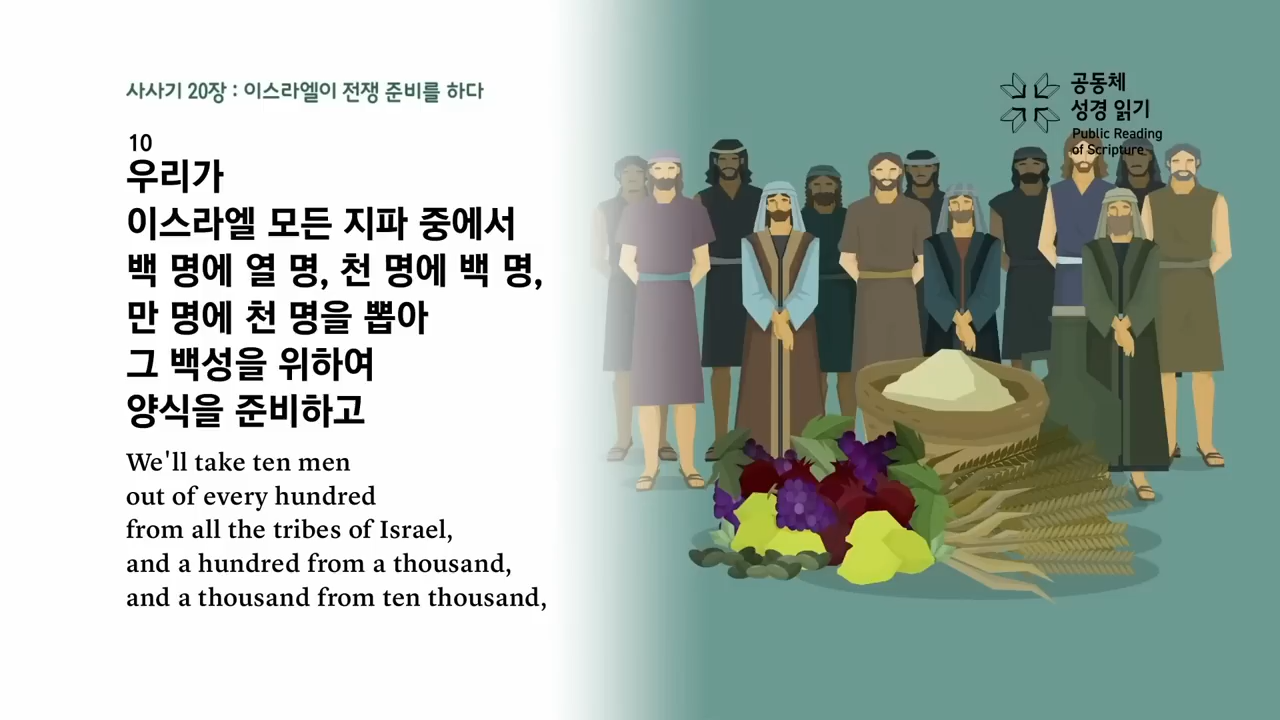 사사기 20장 : 이스라엘이 전쟁 준비를 하다
10
우리가
이스라엘 모든 지파 중에서
백 명에 열 명, 천 명에 백 명,
만 명에 천 명을 뽑아
그 백성을 위하여
양식을 준비하고
We'll take ten men
out of every hundred
from all the tribes of Israel,
and a hundred from a thousand,
and a thousand from ten thousand,
공동체
성경 읽기
Public Reading
of Scripture